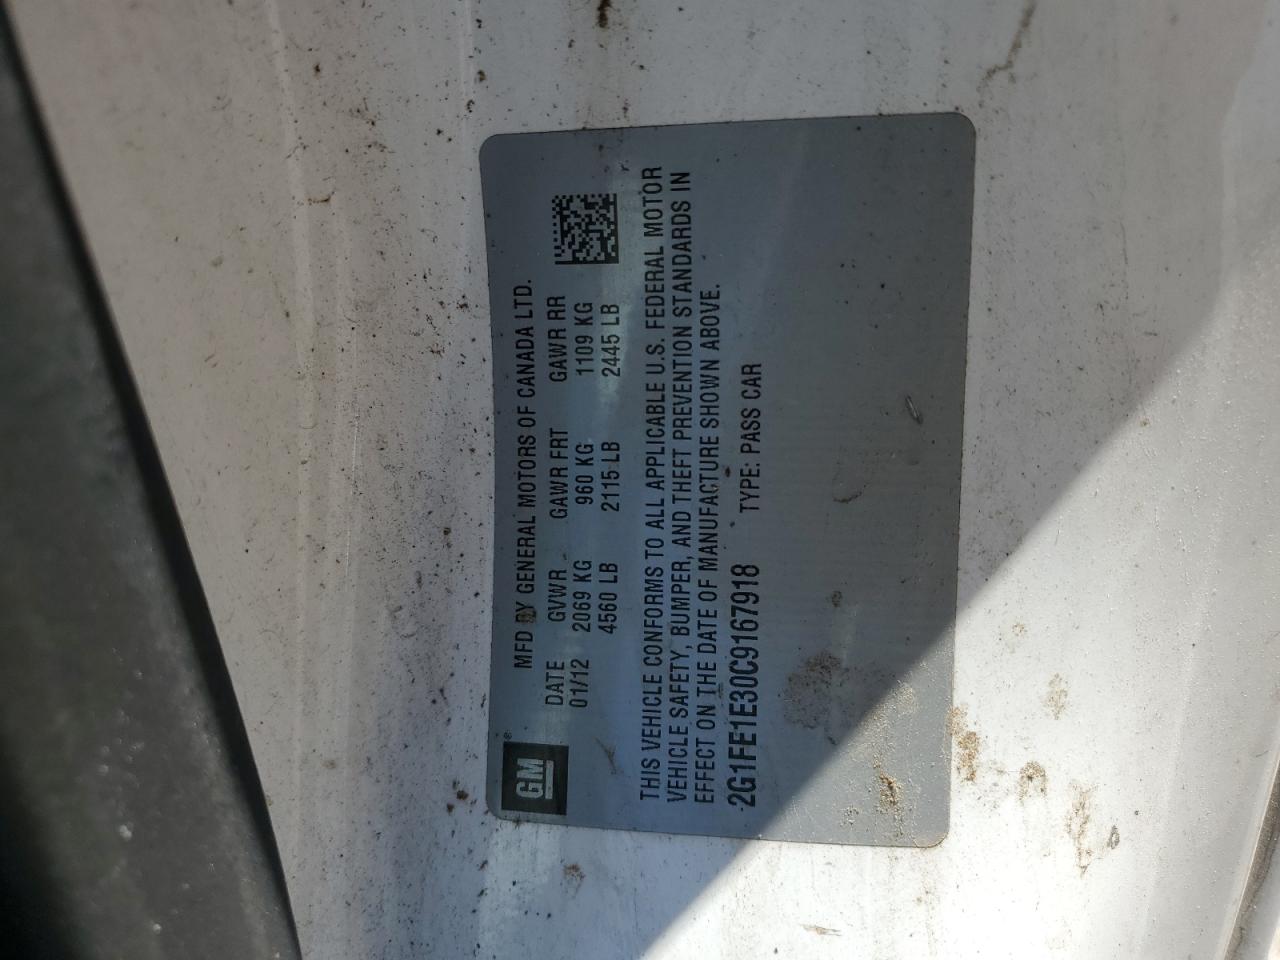 GM®
MFD BY GENERAL MOTORS OF CANADA LTD.
DATE GVWR GAWR FRT GAWR RR
01/12 2069 KG 960 KG 1109 KG
4560 LB 2115 LB 2445 LB
THIS VEHICLE CONFORMS TO ALL APPLICABLE U.S. FEDERAL MOTOR
VEHICLE SAFETY, BUMPER, AND THEFT PREVENTION STANDARDS IN
EFFECT ON THE DATE OF MANUFACTURE SHOWN ABOVE.
2G1FE1E30C9167918 TYPE: PASS CAR